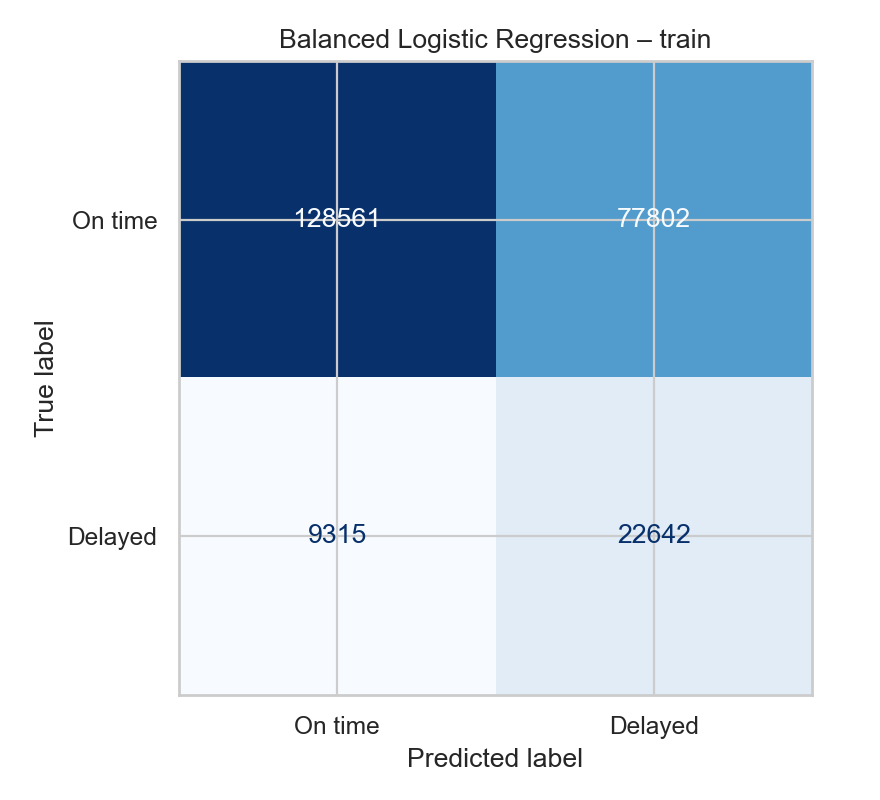 Balanced Logistic Regression – train
On time
128561
77802
True label
Delayed
9315
22642
On time
Delayed
Predicted label